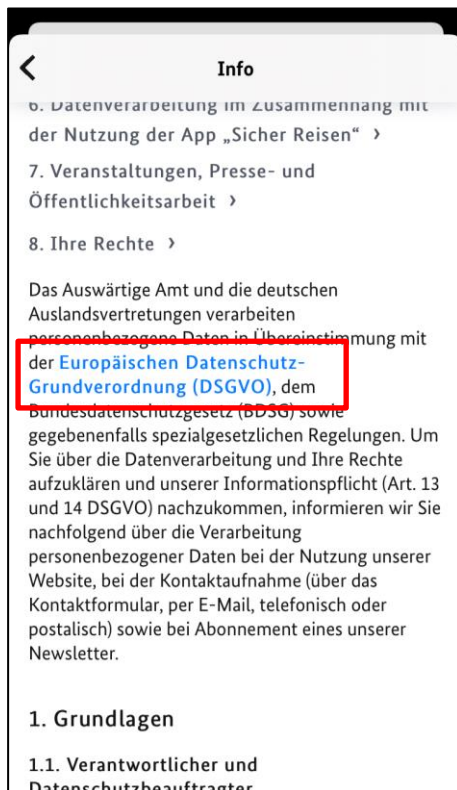 Info
6. Datenverarbeitung im Zusammenhang mit
der Nutzung der App „Sicher Reisen“ ›
7. Veranstaltungen, Presse- und
Öffentlichkeitsarbeit ›
8. Ihre Rechte ›
Das Auswärtige Amt und die deutschen
Auslandsvertretungen verarbeiten
personenbezogene Daten in Übereinstimmung mit
der Europäischen Datenschutz-
Grundverordnung (DSGVO), dem
Bundesdatenschutzgesetz (BDSG) sowie
gegebenenfalls spezialgesetzlichen Regelungen. Um
Sie über die Datenverarbeitung und Ihre Rechte
aufzuklären und unserer Informationspflicht (Art. 13
und 14 DSGVO) nachzukommen, informieren wir Sie
nachfolgend über die Verarbeitung
personenbezogener Daten bei der Nutzung unserer
Website, bei der Kontaktaufnahme (über das
Kontaktformular, per E-Mail, telefonisch oder
postalisch) sowie bei Abonnement eines unserer
Newsletter.
1. Grundlagen
1.1. Verantwortlicher und
Datenschutzbeauftragter